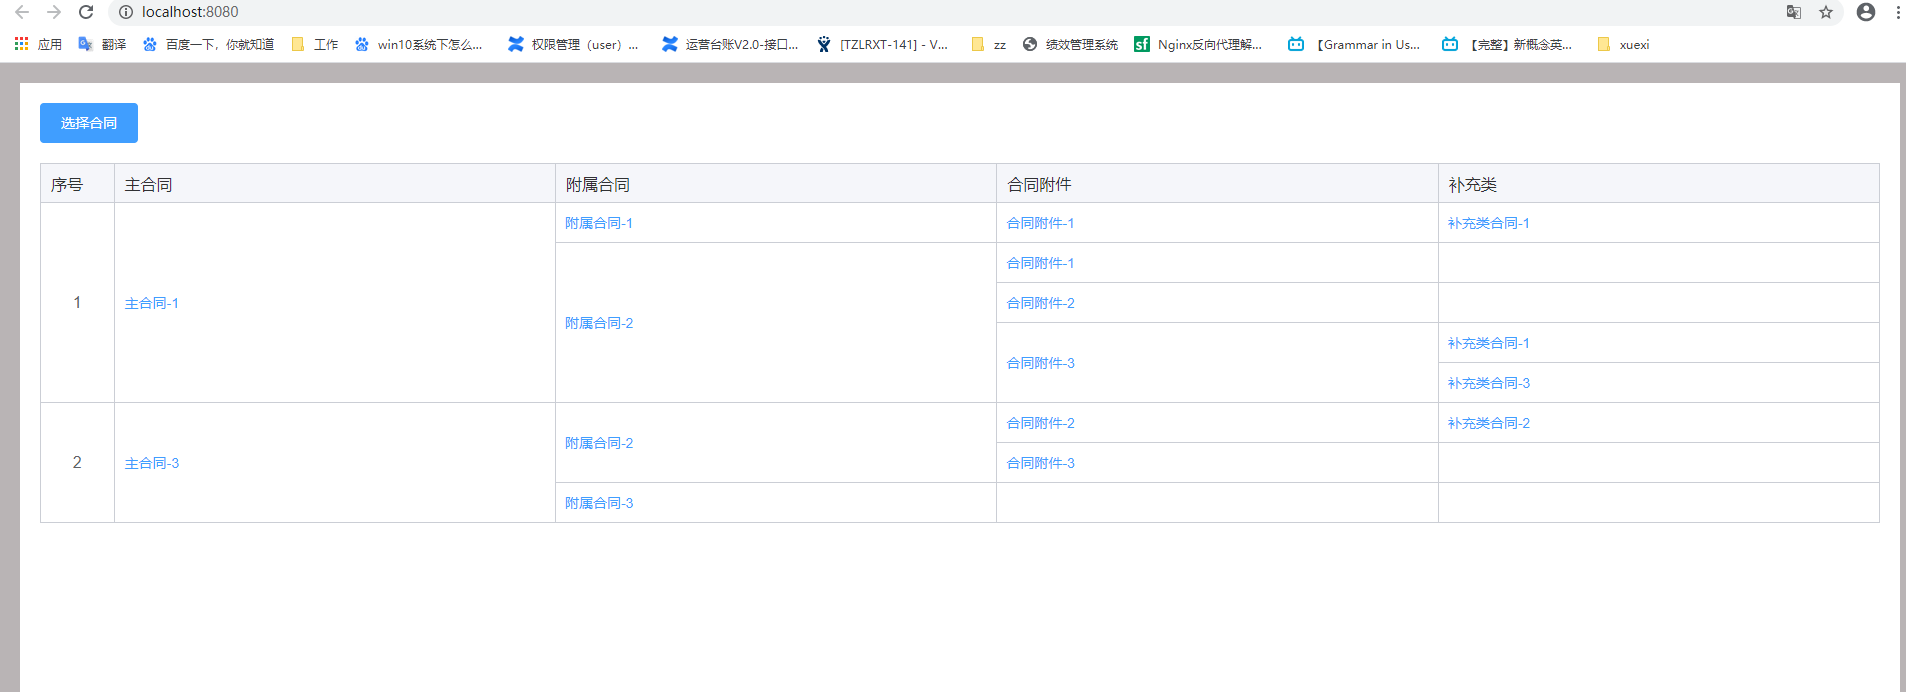 localhost:8080
应用 翻译 百度一下，你就知道 工作 win10系统下怎么... 权限管理（user）... 运营台账V2.0-接口... [TZLRXT-141] - V... zz 绩效管理系统 Nginx反向代理解... 【Grammar in Us... 【完整】新概念英... xuexi
选择合同
序号 主合同 附属合同 合同附件 补充类
1 主合同-1 附属合同-1 合同附件-1 补充类合同-1
附属合同-2 合同附件-1
合同附件-2
合同附件-3 补充类合同-1
补充类合同-3
2 主合同-3 附属合同-2 合同附件-2 补充类合同-2
合同附件-3
附属合同-3